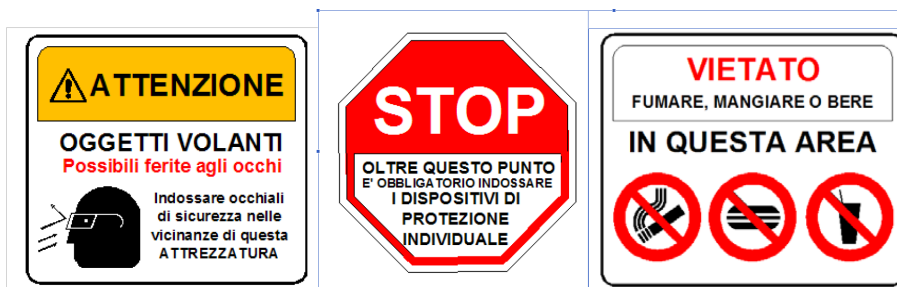 ATTENZIONE
OGGETTI VOLANTI
Possibili ferite agli occhi
Indossare occhiali
di sicurezza nelle
vicinanze di questa
ATTREZZATURA
STOP
OLTRE QUESTO PUNTO
E' OBBLIGATORIO INDOSSARE
I DISPOSITIVI DI
PROTEZIONE
INDIVIDUALE
VIETATO
FUMARE, MANGIARE O BERE
IN QUESTA AREA